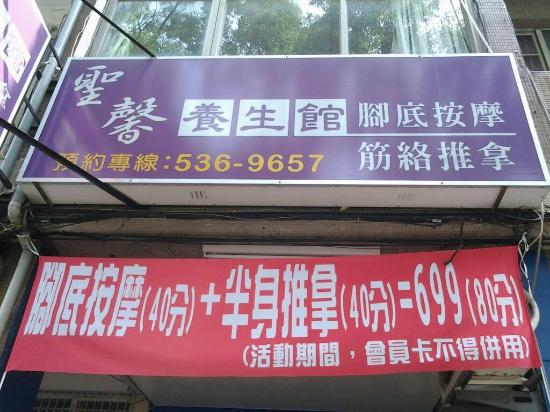 聖馨
養生館
腳底按摩
筋絡推拿
預約專線:536-9657
腳底按摩(40分)+半身推拿(40分)=699(80分)
(活動期間,會員卡不得併用)